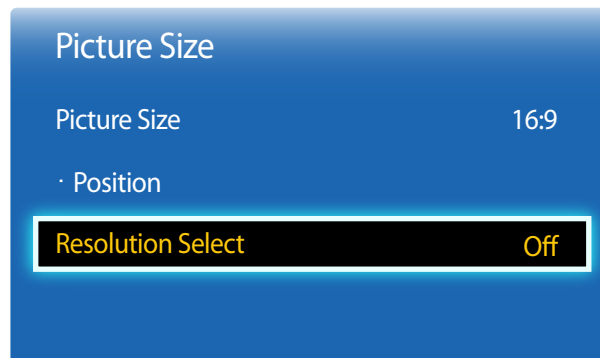 Picture Size
Picture Size 16:9
· Position
Resolution Select Off